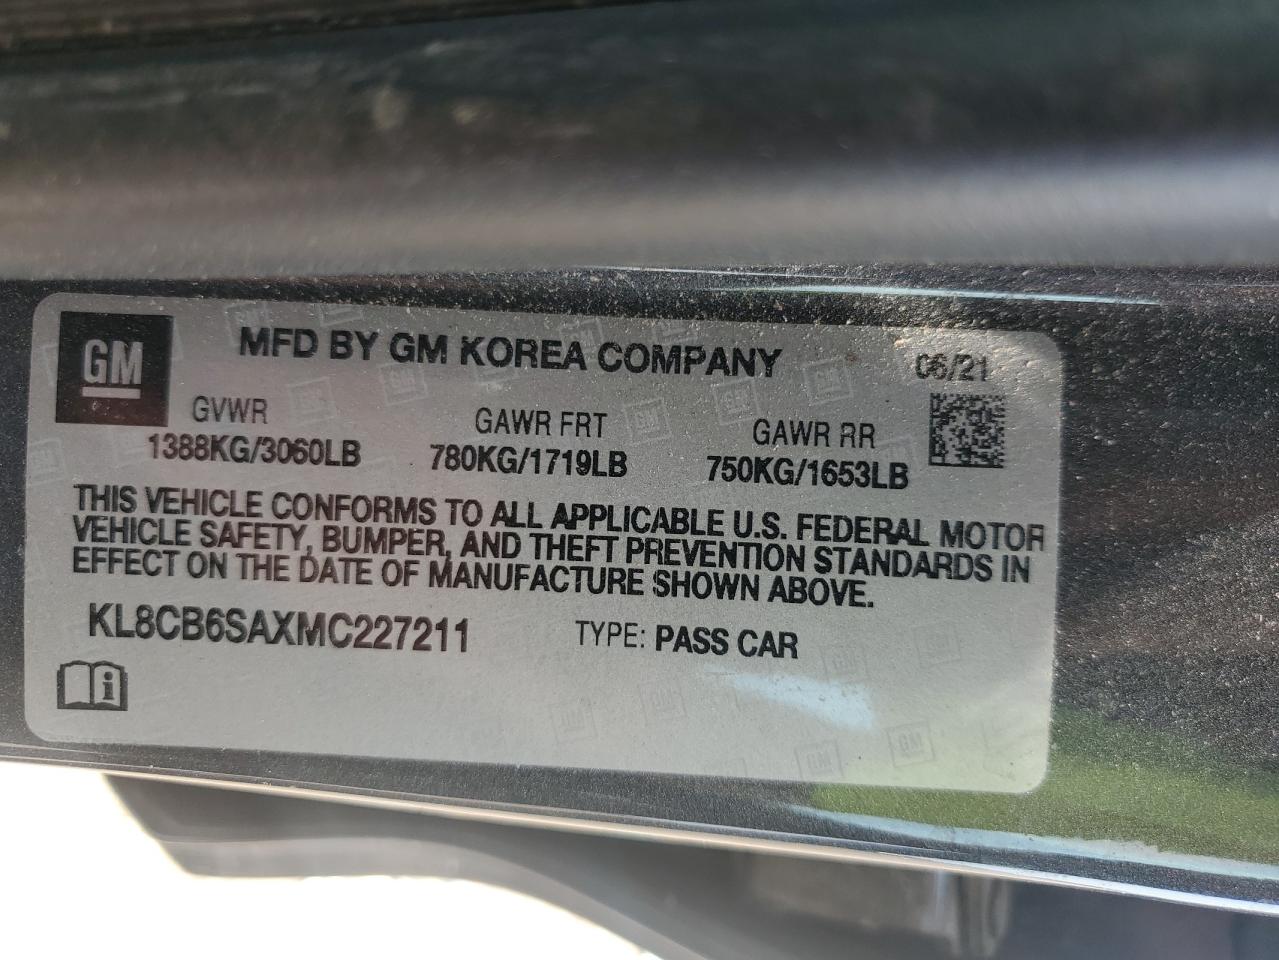 GM
MFD BY GM KOREA COMPANY
06/21
GVWR
GAWR FRT
GAWR RR
1388KG/3060LB
780KG/1719LB
750KG/1653LB
THIS VEHICLE CONFORMS TO ALL APPLICABLE U.S. FEDERAL MOTOR
VEHICLE SAFETY, BUMPER, AND THEFT PREVENTION STANDARDS IN
EFFECT ON THE DATE OF MANUFACTURE SHOWN ABOVE.
KL8CB6SAXMC227211
TYPE: PASS CAR